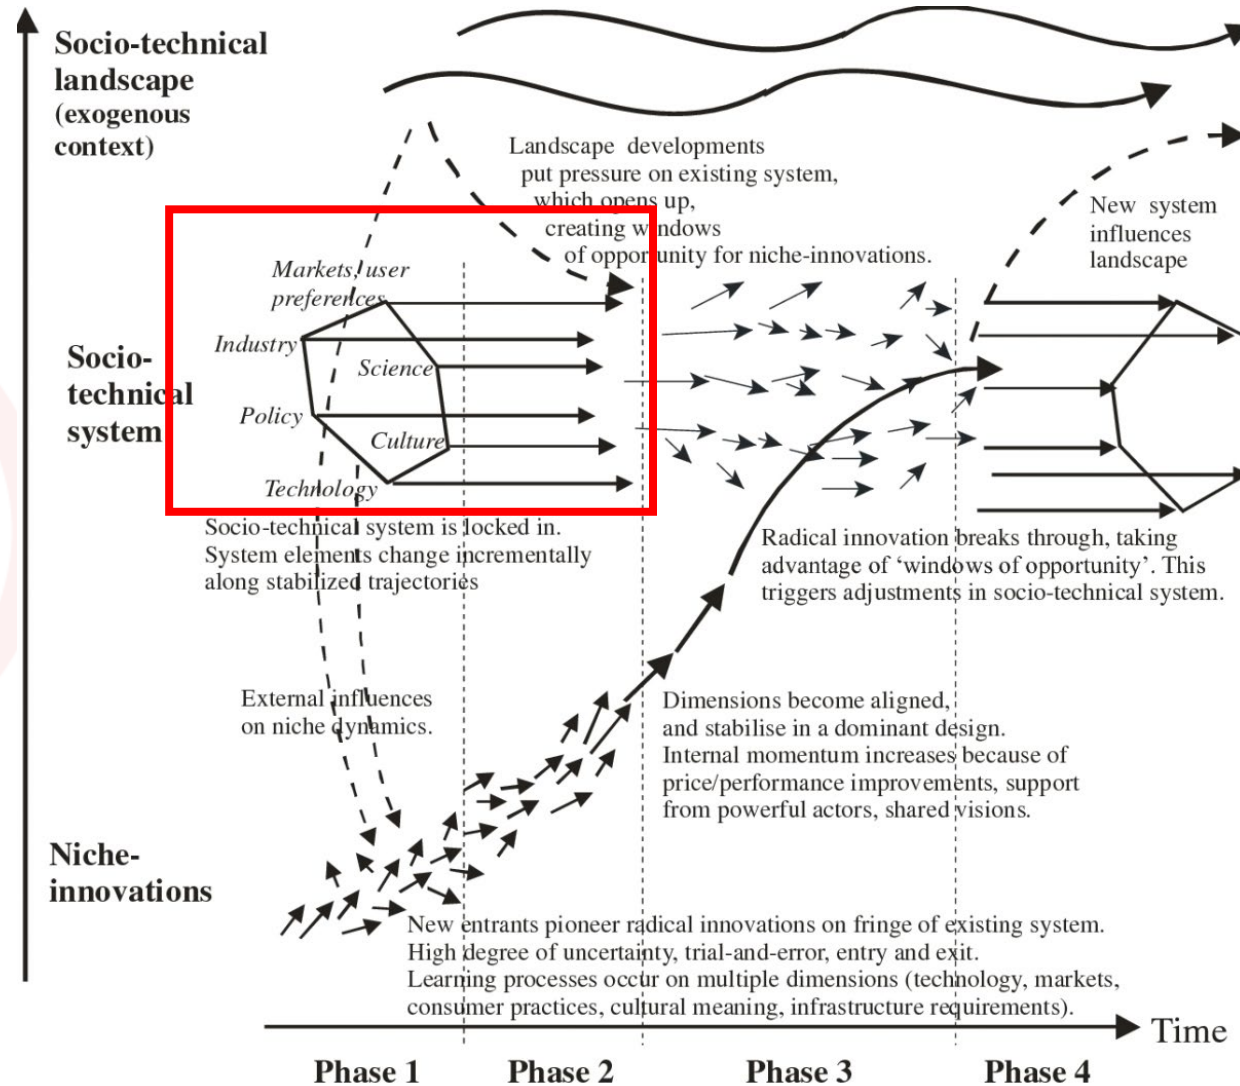 Socio-technical
landscape
(exogenous
context)
Landscape developments
put pressure on existing system,
which opens up,
creating windows
of opportunity for niche-innovations.
New system
influences
landscape
Markets, user
preferences
Industry
Science
Policy
Culture
Technology
Socio-
technical
system
Socio-technical system is locked in.
System elements change incrementally
along stabilized trajectories
Radical innovation breaks through, taking
advantage of ‘windows of opportunity’. This
triggers adjustments in socio-technical system.
External influences
on niche dynamics.
Dimensions become aligned,
and stabilise in a dominant design.
Internal momentum increases because of
price/performance improvements, support
from powerful actors, shared visions.
Niche-
innovations
New entrants pioneer radical innovations on fringe of existing system.
High degree of uncertainty, trial-and-error, entry and exit.
Learning processes occur on multiple dimensions (technology, markets,
consumer practices, cultural meaning, infrastructure requirements).
Time
Phase 1
Phase 2
Phase 3
Phase 4